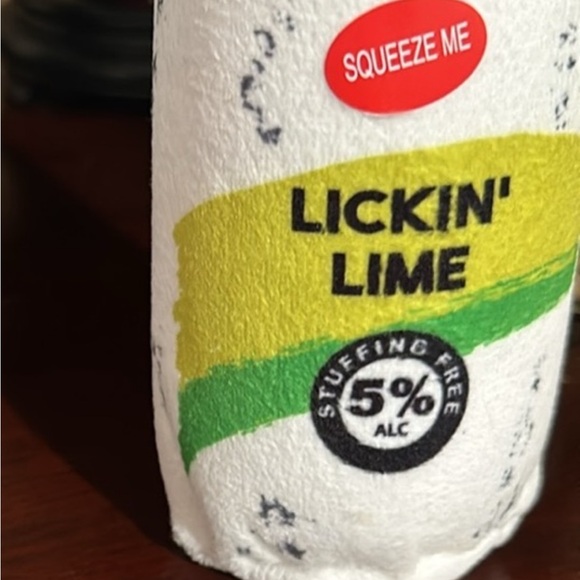 SQUEEZE ME
LICKIN'
LIME
STUFFING FREE
5%
ALC